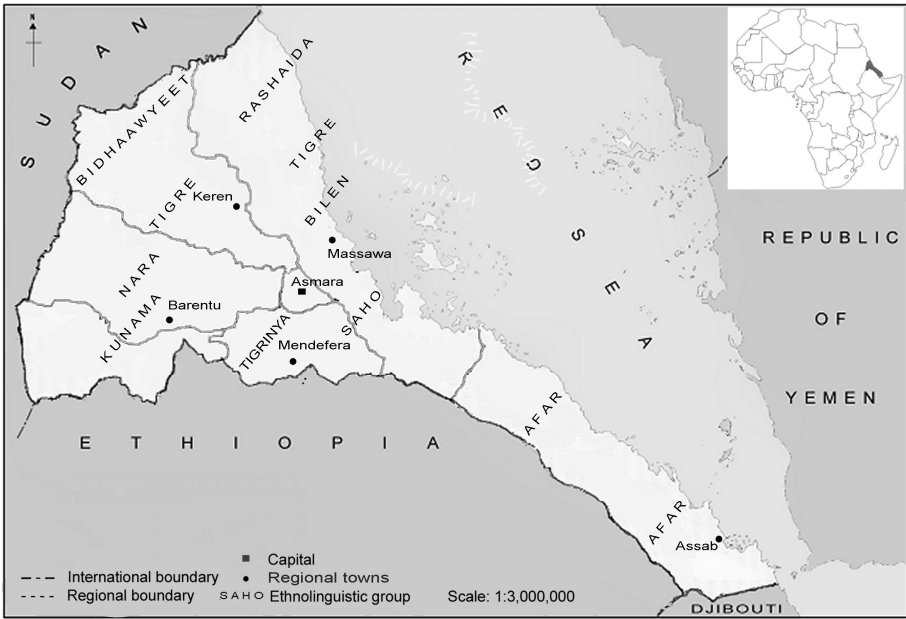 N
SUDAN
RED SEA
BIDHAAWYEET
RASHAIDA
TIGRE
TIGRE
BILEN
Keren
Massawa
REPUBLIC
OF
YEMEN
NARA
Asmara
SAHO
Barentu
KUNAMA
TIGRINYA
Mendefera
AFAR
ETHIOPIA
AFAR
Assab
Capital
International boundary
Regional towns
Regional boundary
SAHO Ethnolinguistic group
Scale: 1:3,000,000
DJIBOUTI